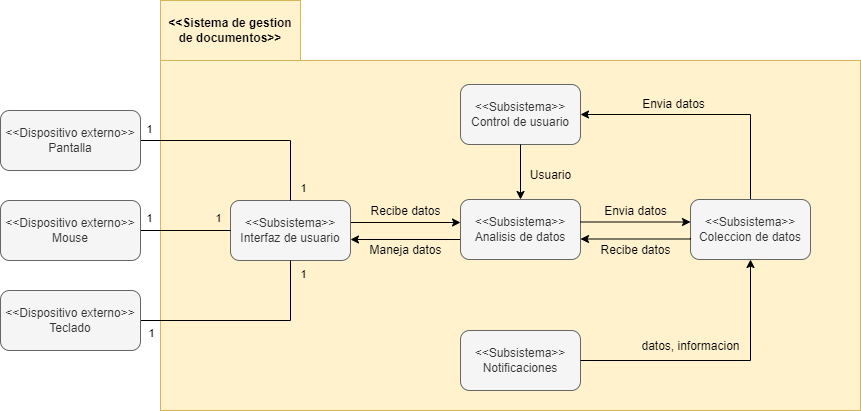 <<Sistema de gestion
de documentos>>
<<Subsistema>>
Control de usuario
Envia datos
<<Dispositivo externo>>
Pantalla
1
1
Usuario
<<Dispositivo externo>>
Mouse
1
1
<<Subsistema>>
Interfaz de usuario
Recibe datos
Maneja datos
<<Subsistema>>
Analisis de datos
Envia datos
Recibe datos
<<Subsistema>>
Coleccion de datos
1
<<Dispositivo externo>>
Teclado
1
<<Subsistema>>
Notificaciones
datos, informacion